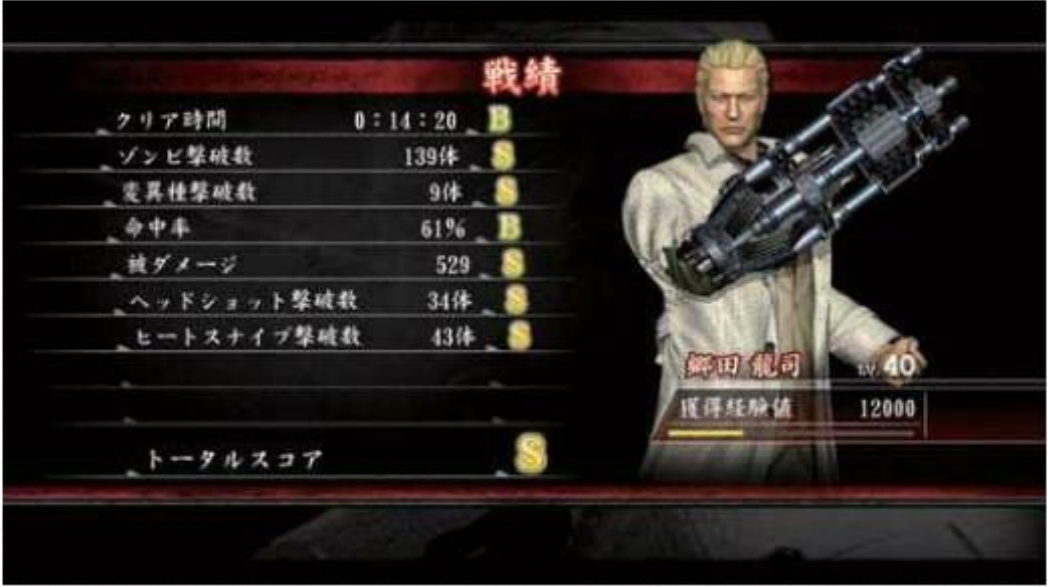 戦績
クリア時間 0:14:20 B
ゾンビ撃破数 139体 S
変異種撃破数 9体 S
命中率 61% B
被ダメージ 529 S
ヘッドショット撃破数 34体 S
ヒートスナイプ撃破数 43体 S
トータルスコア S
郷田 龍司 LV. 40
獲得経験値 12000